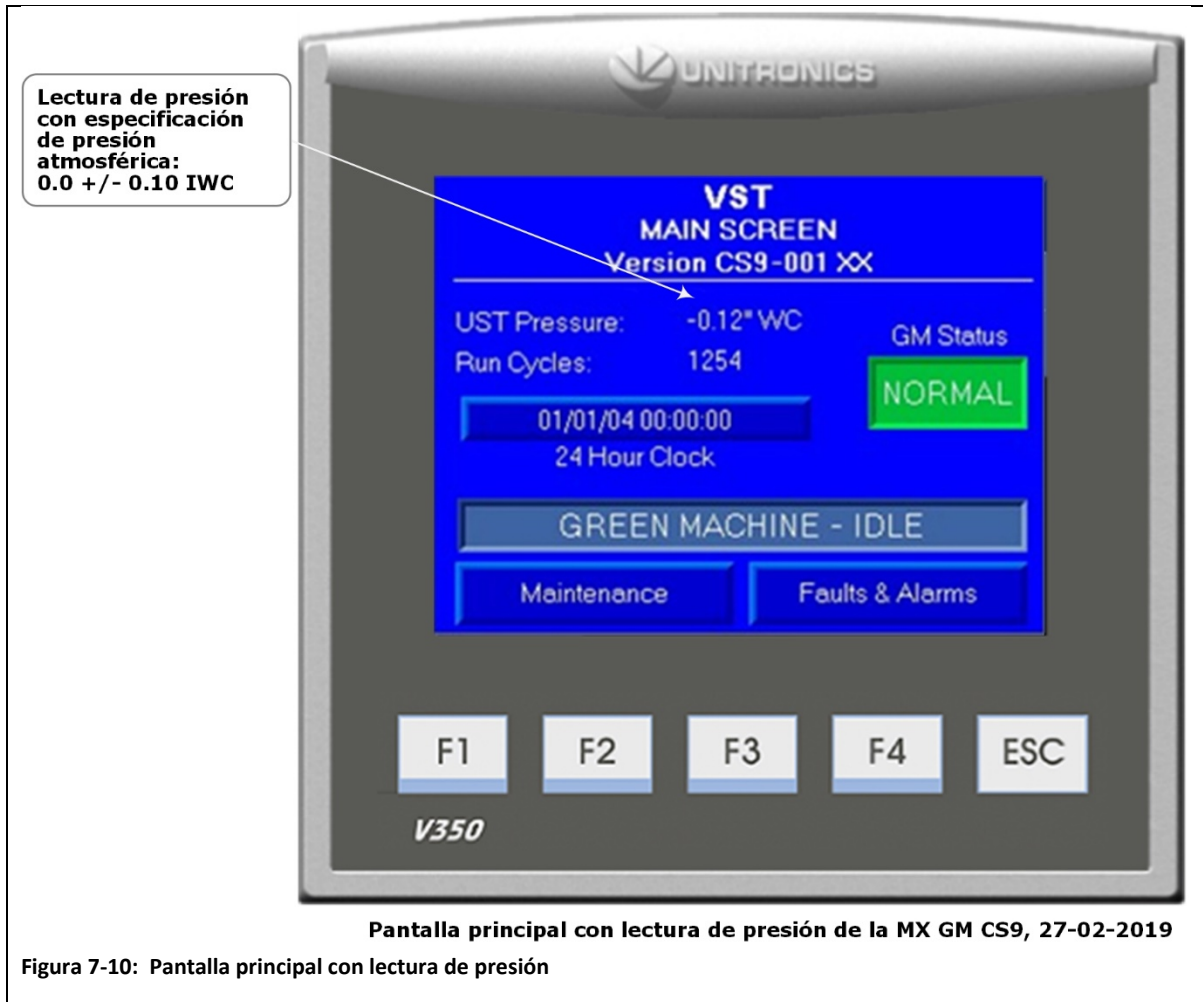 UNITRONICS
Lectura de presión
con especificación
de presión
atmosférica:
0.0 +/- 0.10 IWC
VST
MAIN SCREEN
Version CS9-001 XX
UST Pressure: -0.12" WC
GM Status
Run Cycles: 1254
NORMAL
01/01/04 00:00:00
24 Hour Clock
GREEN MACHINE - IDLE
Maintenance Faults & Alarms
F1 F2 F3 F4 ESC
V350
Pantalla principal con lectura de presión de la MX GM CS9, 27-02-2019
Figura 7-10: Pantalla principal con lectura de presión